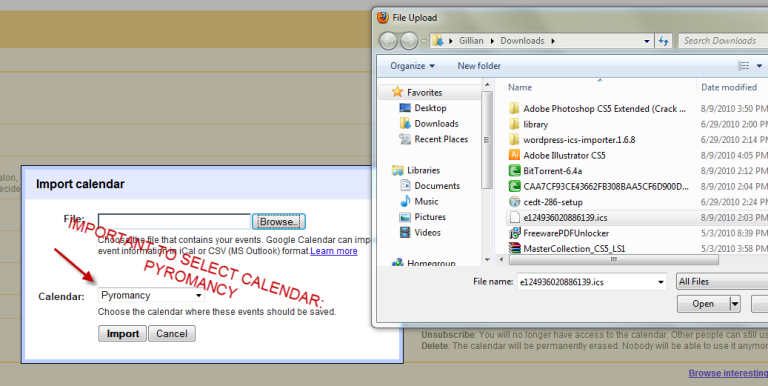 File Upload
Gillian
Downloads
Search Downloads
Organize
New folder
Favorites
Desktop
Downloads
Recent Places
Libraries
Documents
Music
Pictures
Videos
Homegroup
Name
Date modified
Adobe Photoshop CS5 Extended (Crack ...
8/9/2010 3:50 PM
library
6/29/2010 2:00 PM
wordpress-ics-importer.1.6.8
6/29/2010 2:14 PM
Adobe Illustrator CS5
8/9/2010 4:05 PM
BitTorrent-6.4a
8/9/2010 2:12 PM
CAA7CF93CE43662FB308BAA5CF6D900D...
8/9/2010 2:04 PM
cedt-286-setup
6/29/2010 2:24 PM
e124936020886139.ics
8/9/2010 2:03 PM
FreewarePDFUnlocker
5/3/2010 8:39 PM
MasterCollection_CS5_LS1
5/3/2010 3:58 PM
File name:
e124936020886139.ics
All Files
Open
Import calendar
File:
Browse..
Choose the file that contains your events. Google Calendar can imp
event information in iCal or CSV (MS Outlook) format Learn more
IMPORTANT TO SELECT CALENDAR:
PYROMANCY
Calendar:
Pyromancy
Choose the calendar where these events should be saved.
Import
Cancel
Unsubscribe: You will no longer have access to the calendar. Other people can still us
Delete: The calendar will be permanently erased. Nobody will be able to use it anymor
Browse interesting